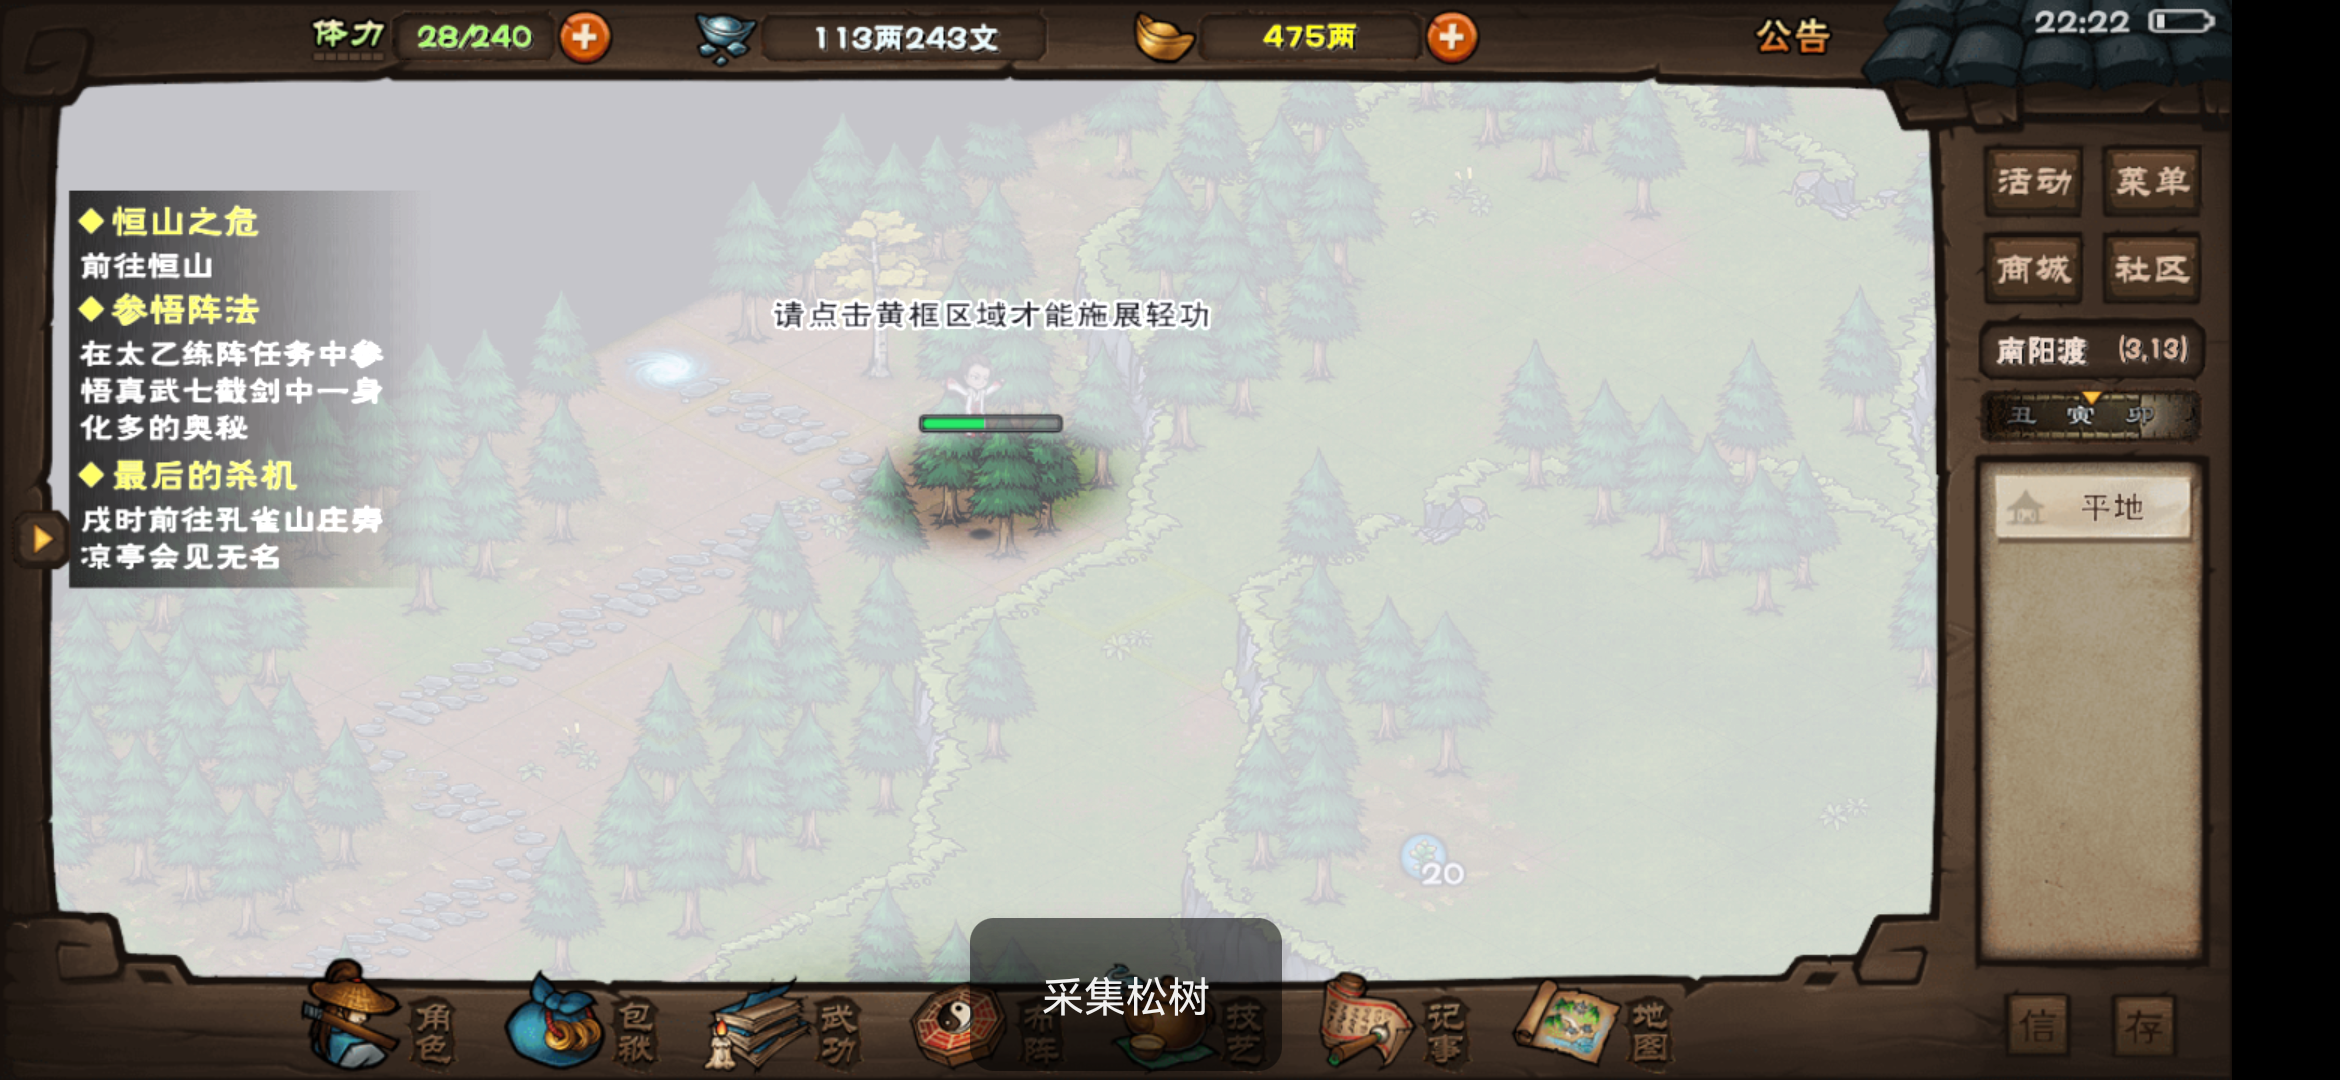 体力 28/240 113两243文 475两 公告 22:22
活动 菜单
商城 社区
南阳渡 (3,13)
丑 寅 卯
平地
◆恒山之危
前往恒山
◆参悟阵法
在太乙练阵任务中参
悟真武七截剑中一身
化多的奥秘
◆最后的杀机
戌时前往孔雀山庄旁
凉亭会见无名
请点击黄框区域才能施展轻功
20
采集松树
角色 包袱 武功 布阵 技艺 记事 地图 信 存